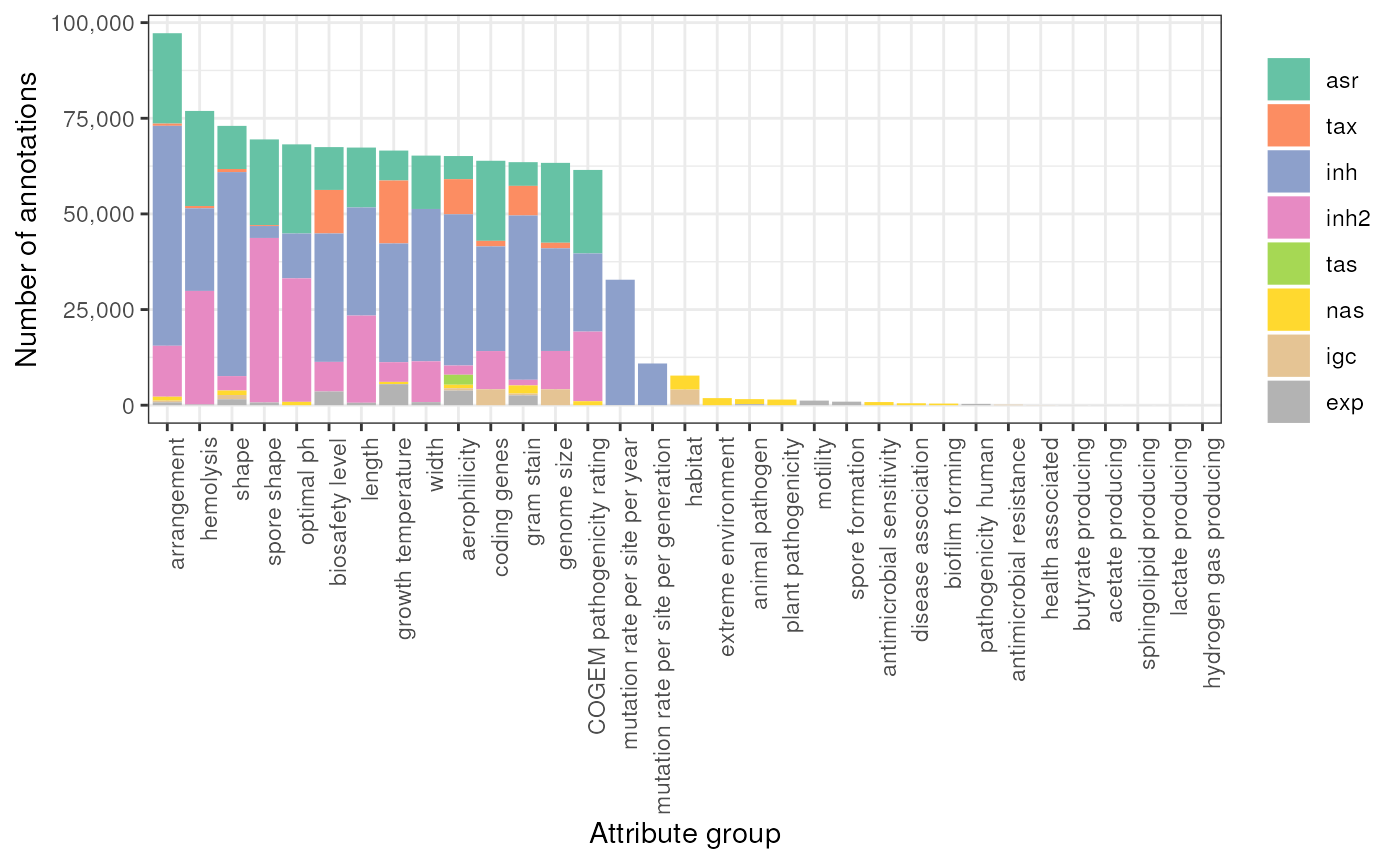 100,000
75,000
50,000
25,000
0
Number of annotations
arrangement
hemolysis
shape
spore shape
optimal ph
biosafety level
length
growth temperature
width
aerophilicity
coding genes
gram stain
genome size
COGEM pathogenicity rating
mutation rate per site per year
mutation rate per site per generation
habitat
extreme environment
animal pathogen
plant pathogenicity
motility
spore formation
antimicrobial sensitivity
disease association
biofilm forming
pathogenicity human
antimicrobial resistance
health associated
butyrate producing
acetate producing
sphingolipid producing
lactate producing
hydrogen gas producing
Attribute group
asr
tax
inh
inh2
tas
nas
igc
exp